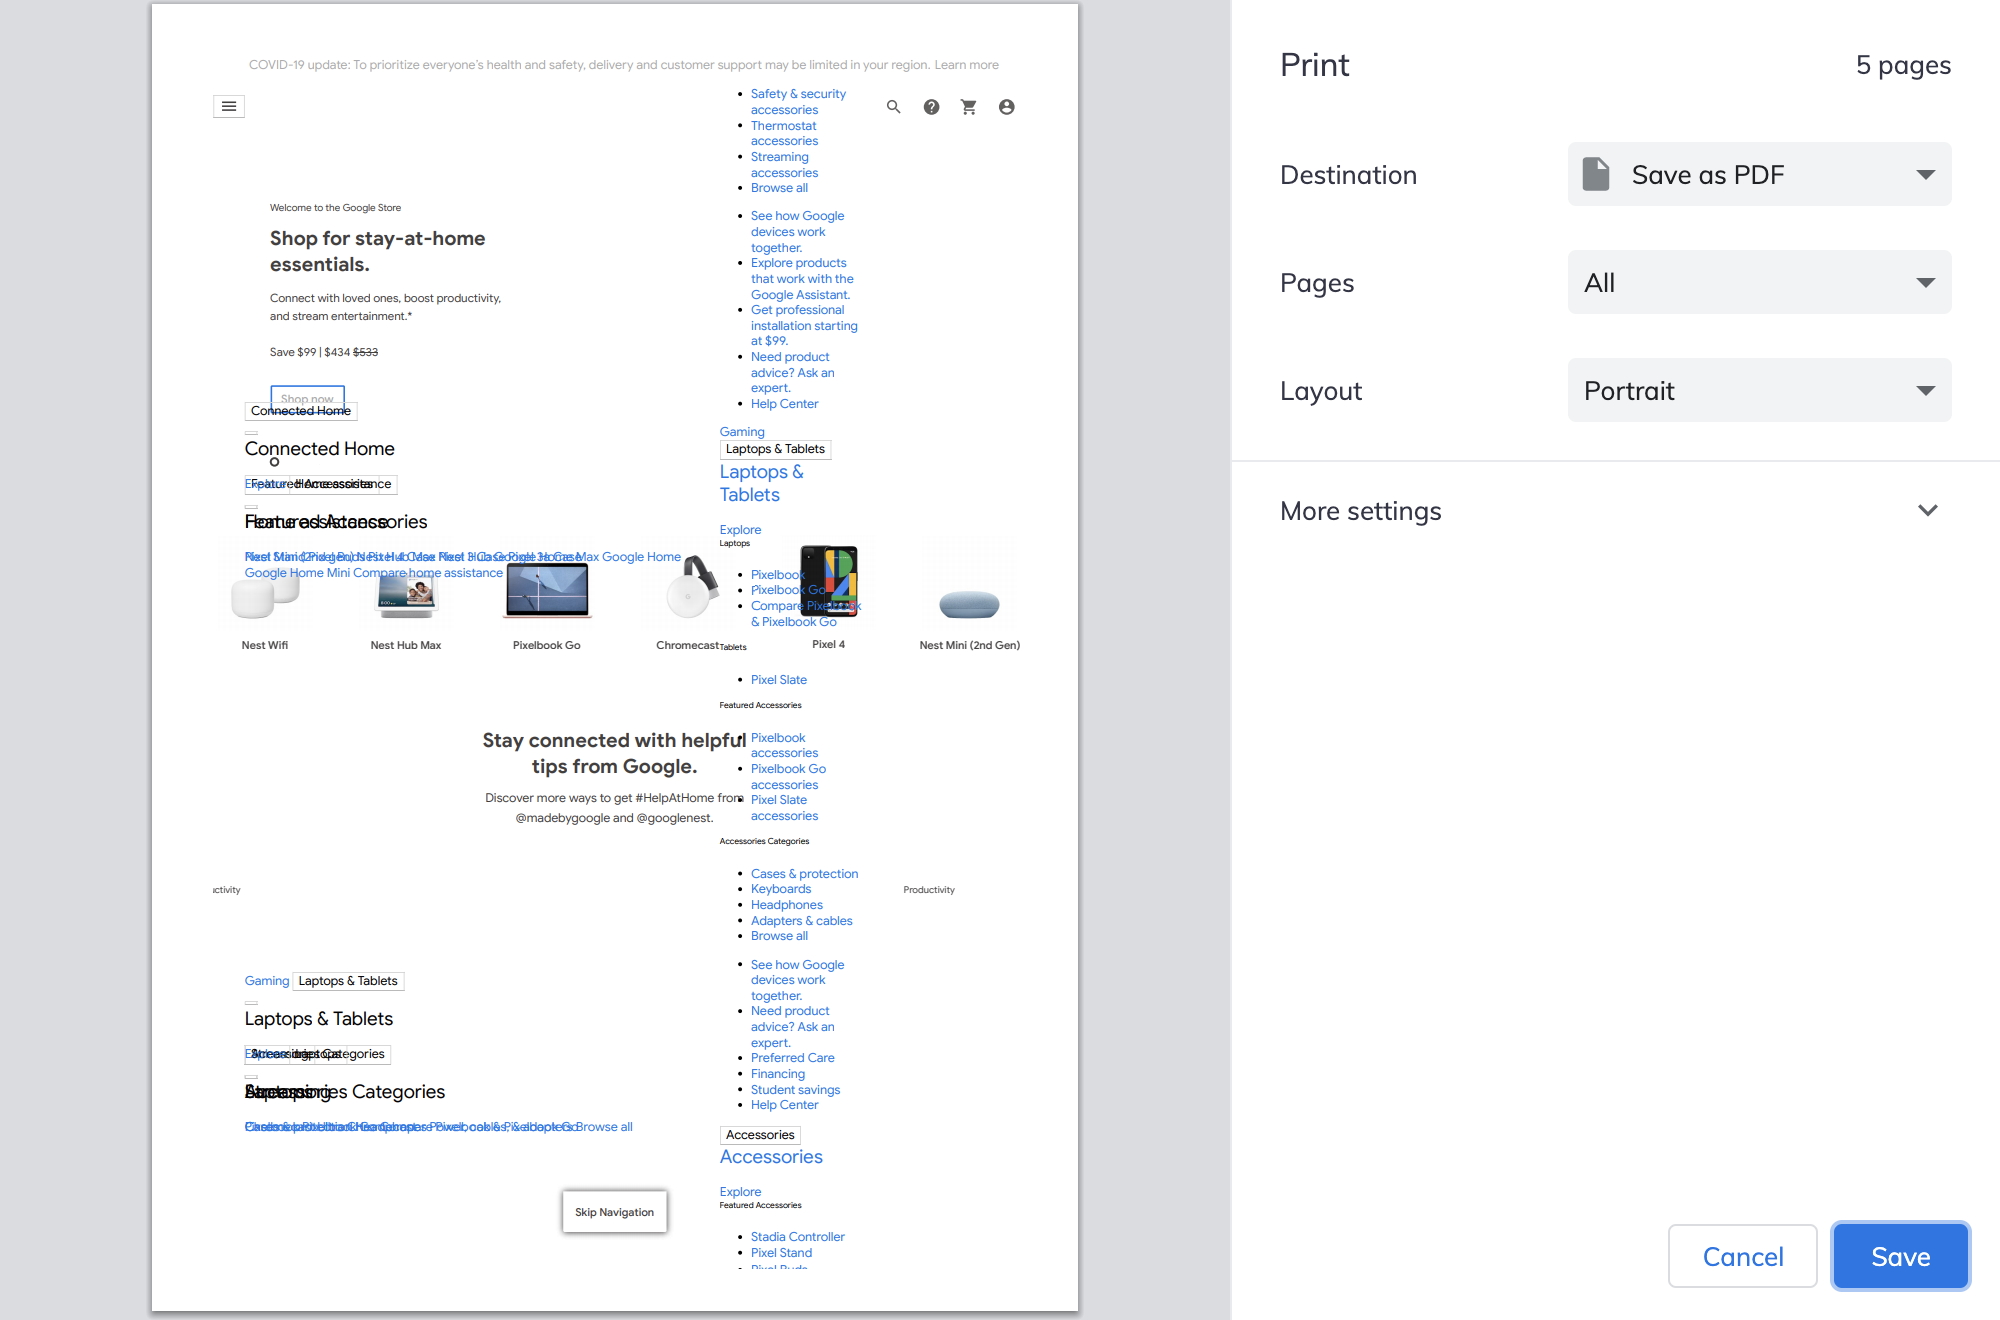 COVID-19 update: To prioritize everyone's health and safety, delivery and customer support may be limited in your region. Learn more
Welcome to the Google Store
Shop for stay-at-home
essentials.
Connect with loved ones, boost productivity,
and stream entertainment.*
Save $99 | $434 $533
Shop now
Connected Home
Connected Home
Google Home Mini Compare home assistance
Nest Wifi
Nest Hub Max
Pixelbook Go
Chromecast
Pixel 4
Nest Mini (2nd Gen)
Stay connected with helpful
tips from Google.
Discover more ways to get #HelpAtHome from
@madebygoogle and @googlenest.
Productivity
Gaming Laptops & Tablets
Laptops & Tablets
Browse all
Skip Navigation
Safety & security
accessories
Thermostat
accessories
Streaming
accessories
Browse all
See how Google
devices work
together.
Explore products
that work with the
Google Assistant.
Get professional
installation starting
at $99.
Need product
advice? Ask an
expert.
Help Center
Gaming
Laptops & Tablets
Laptops &
Tablets
Explore
Laptops
Pixelbook
Pixelbook Go
Compare Pixelbook
& Pixelbook Go
Tablets
Pixel Slate
Featured Accessories
Pixelbook
accessories
Pixelbook Go
accessories
Pixel Slate
accessories
Accessories Categories
Cases & protection
Keyboards
Headphones
Adapters & cables
Browse all
See how Google
devices work
together.
Need product
advice? Ask an
expert.
Preferred Care
Financing
Student savings
Help Center
Accessories
Accessories
Explore
Featured Accessories
Stadia Controller
Pixel Stand
Pixel Buds
Print
5 pages
Destination
Save as PDF
Pages
All
Layout
Portrait
More settings
Cancel
Save